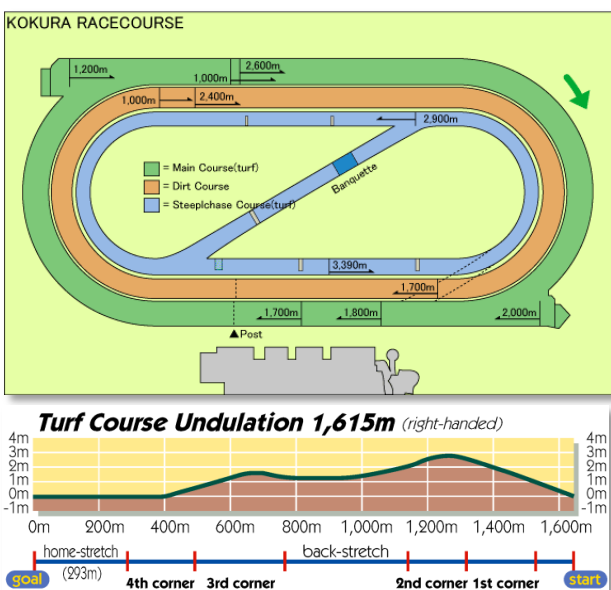 KOKURA RACECOURSE
1,200m
2,600m
1,000m
1,000m
2,400m
2,900m
= Main Course(turf)
= Dirt Course
= Steeplchase Course(turf)
Banquette
3,390m
1,700m
1,700m
1,800m
2,000m
▲Post
Turf Course Undulation 1,615m (right-handed)
4m 4m
3m 3m
2m 2m
1m 1m
0m 0m
-1m -1m
0m 200m 400m 600m 800m 1,000m 1,200m 1,400m 1,600m
home-stretch back-stretch
(293m)
goal 4th corner 3rd corner 2nd corner 1st corner start